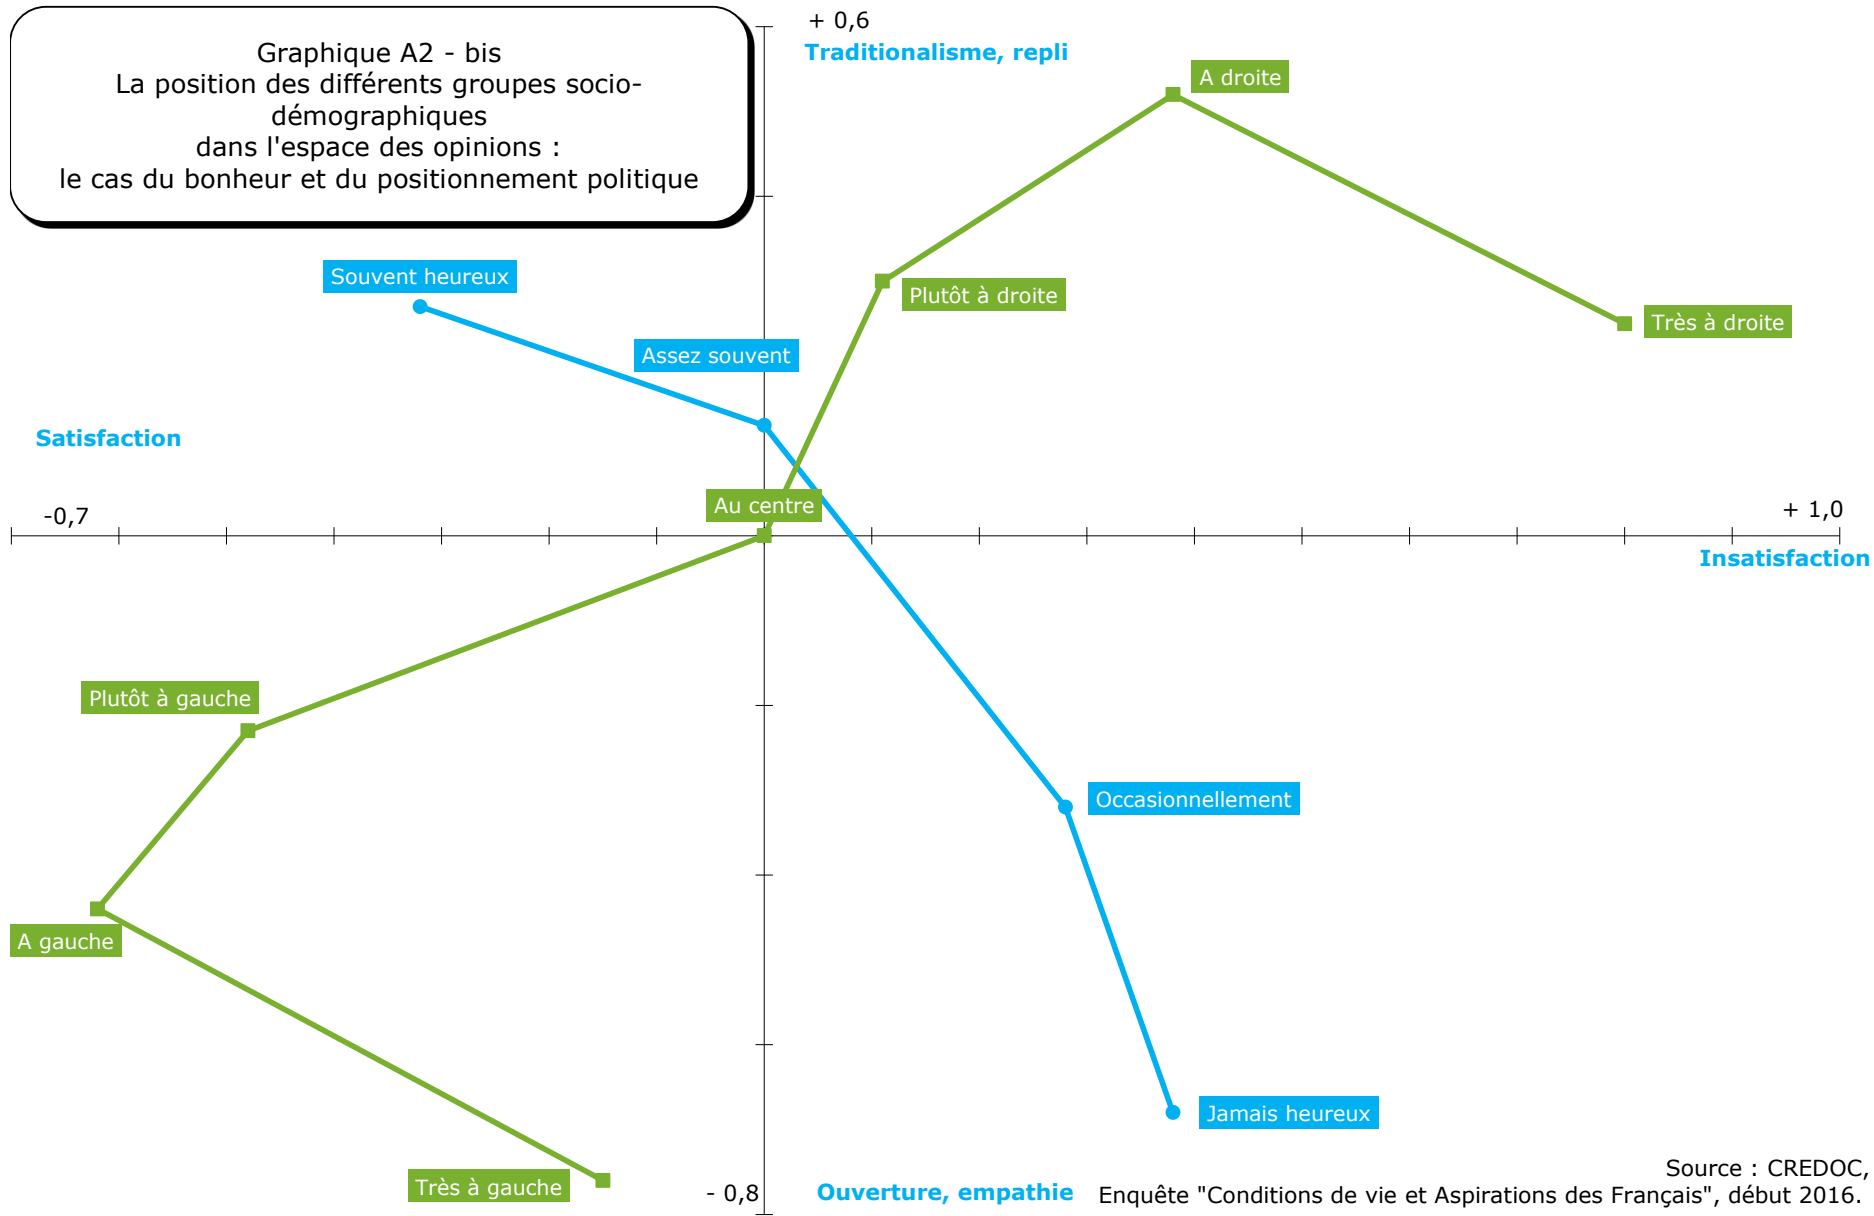 Graphique A2 - bis
La position des différents groupes socio-
démographiques
dans l'espace des opinions :
le cas du bonheur et du positionnement politique
+ 0,6
Traditionalisme, repli
A droite
Souvent heureux
Plutôt à droite
Très à droite
Assez souvent
Satisfaction
Au centre
-0,7
+ 1,0
Insatisfaction
Plutôt à gauche
Occasionnellement
A gauche
Jamais heureux
Très à gauche
- 0,8
Ouverture, empathie
Source : CREDOC,
Enquête "Conditions de vie et Aspirations des Français", début 2016.